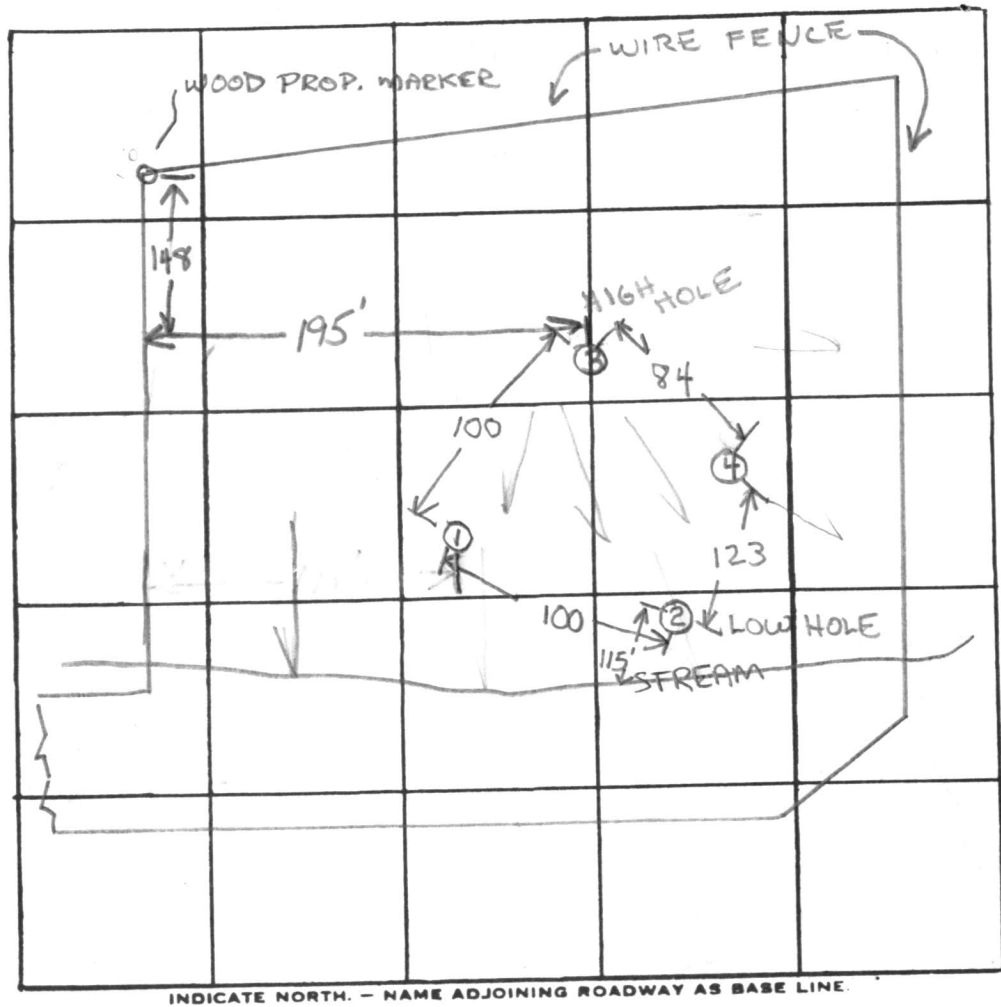 WIRE FENCE
WOOD PROP. MARKER
148
195'
HIGH HOLE
3
84
100
4
1
123
100
2
LOW HOLE
115'
STREAM
INDICATE NORTH. — NAME ADJOINING ROADWAY AS BASE LINE.